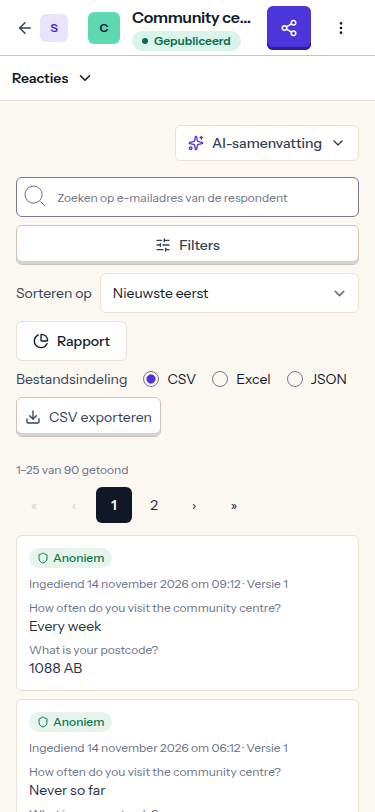 S
C
Community ce...
Gepubliceerd
Reacties
AI-samenvatting
Zoeken op e-mailadres van de respondent
Filters
Sorteren op
Nieuwste eerst
Rapport
Bestandsindeling
CSV
Excel
JSON
CSV exporteren
1–25 van 90 getoond
« ‹ 1 2 › »
Anoniem
Ingediend 14 november 2026 om 09:12 · Versie 1
How often do you visit the community centre?
Every week
What is your postcode?
1088 AB
Anoniem
Ingediend 14 november 2026 om 06:12 · Versie 1
How often do you visit the community centre?
Never so far